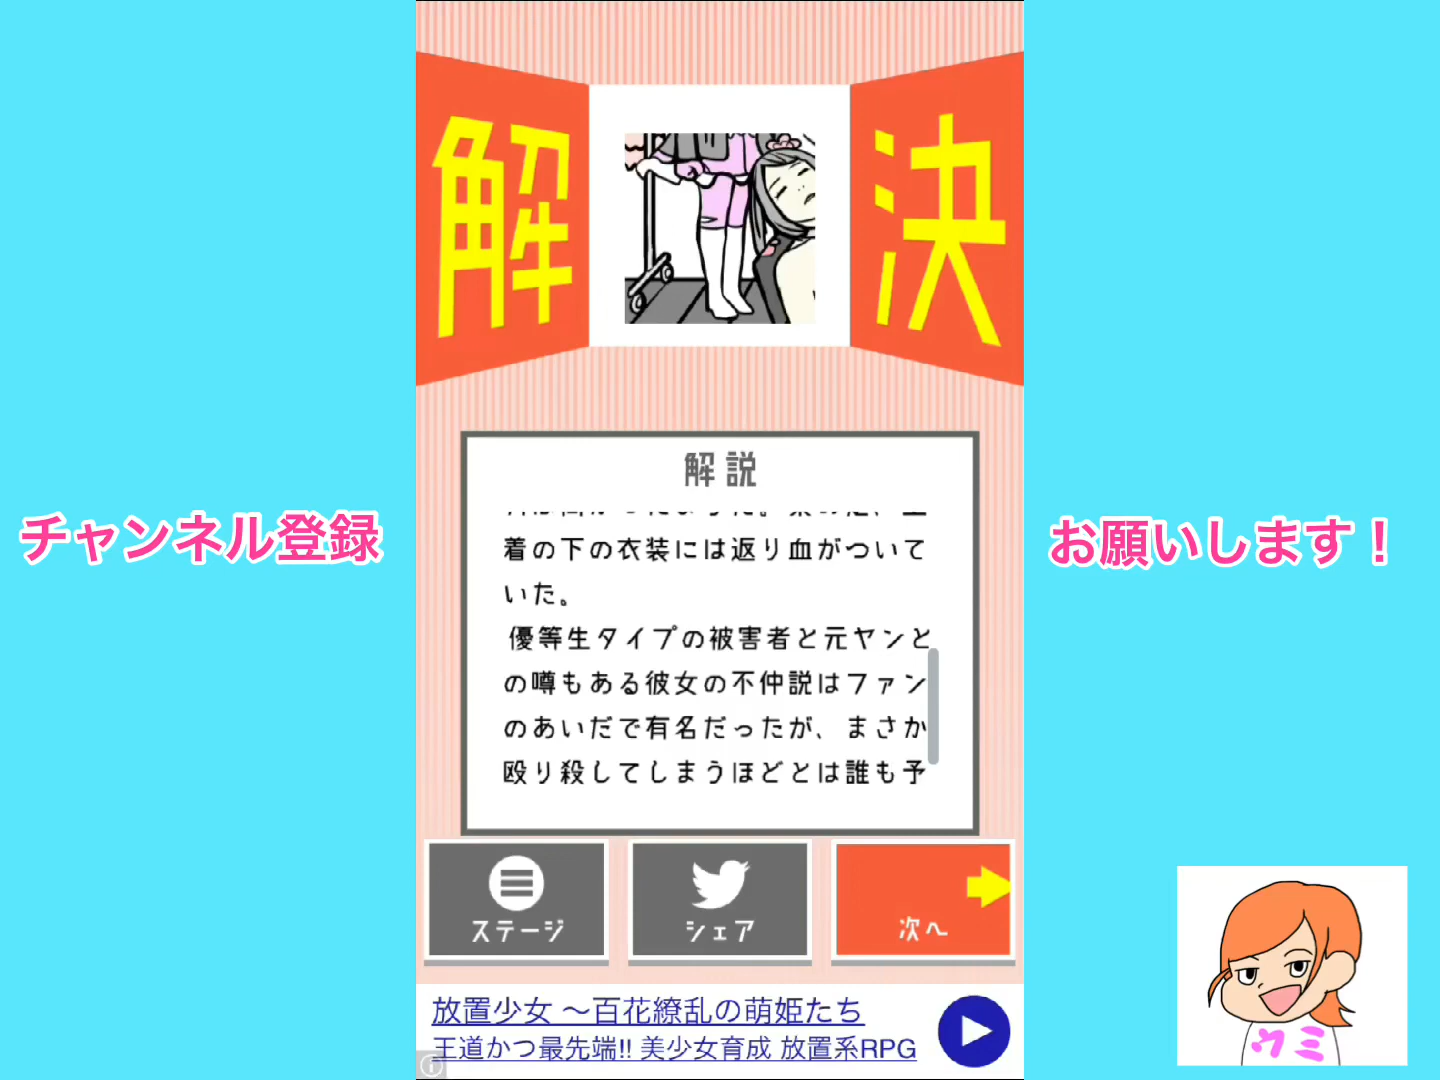 解決
解説
着の下の衣装には返り血がついて
いた。
優等生タイプの被害者と元ヤンと
の噂もある彼女の不仲説はファン
のあいだで有名だったが、まさか
殴り殺してしまうほどとは誰も予
チャンネル登録
お願いします！
ステージ
シェア
次へ
放置少女 〜百花繚乱の萌姫たち
王道かつ最先端!! 美少女育成 放置系RPG
ウミ